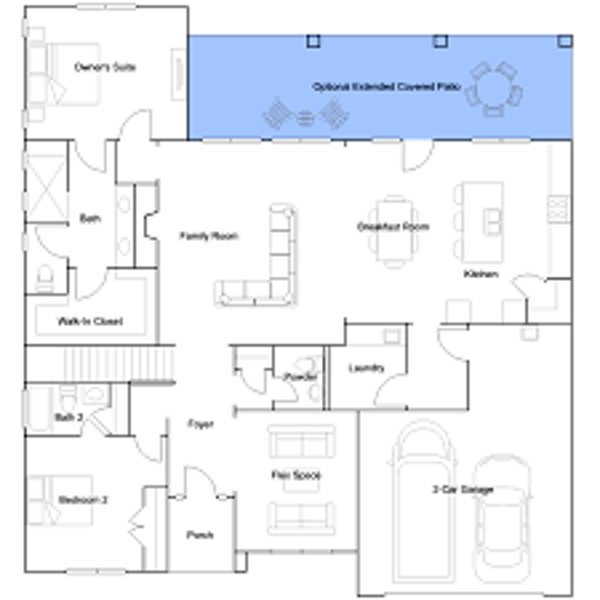 Owner's Suite
Optional Extended Covered Patio
Bath
Family Room
Breakfast Room
Kitchen
Walk-In Closet
Powder
Laundry
Bath 2
Foyer
Flex Space
Bedroom 2
2-Car Garage
Porch